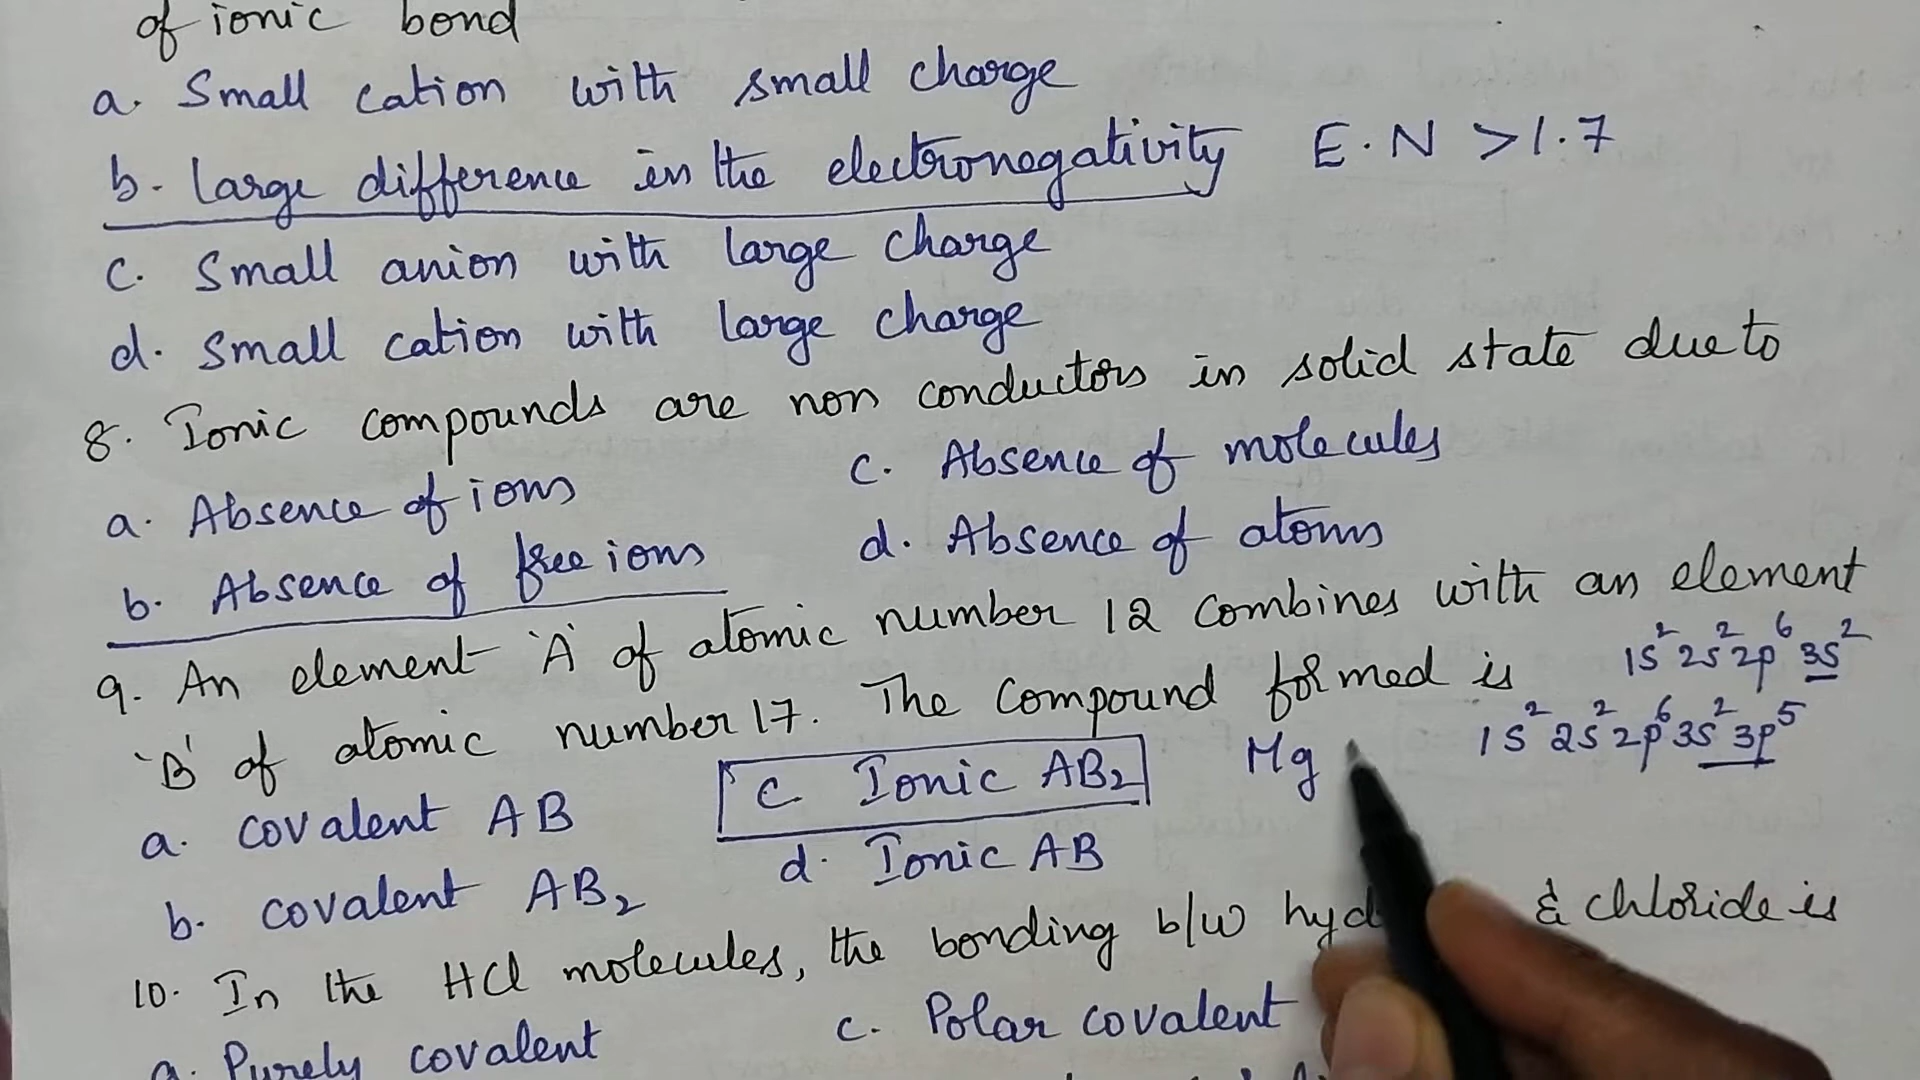 of ionic bond
a. Small cation with small charge
b. large difference in the electronegativity E.N >1.7
c. Small anion with large charge
d. Small cation with large charge
8. Ionic compounds are non conductors in solid state due to
a. Absence of ions
c. Absence of molecules
b. Absence of free ions
d. Absence of atoms
9. An element 'A' of atomic number 12 combines with an element
'B' of atomic number 17. The compound formed is
1s² 2s² 2p⁶ 3s²
1s² 2s² 2p⁶ 3s² 3p⁵
Mg
a. covalent AB
c. Ionic AB₂
b. covalent AB₂
d. Ionic AB
10. In the HCl molecules, the bonding b/w & chloride is
a. Purely covalent
c. Polar covalent